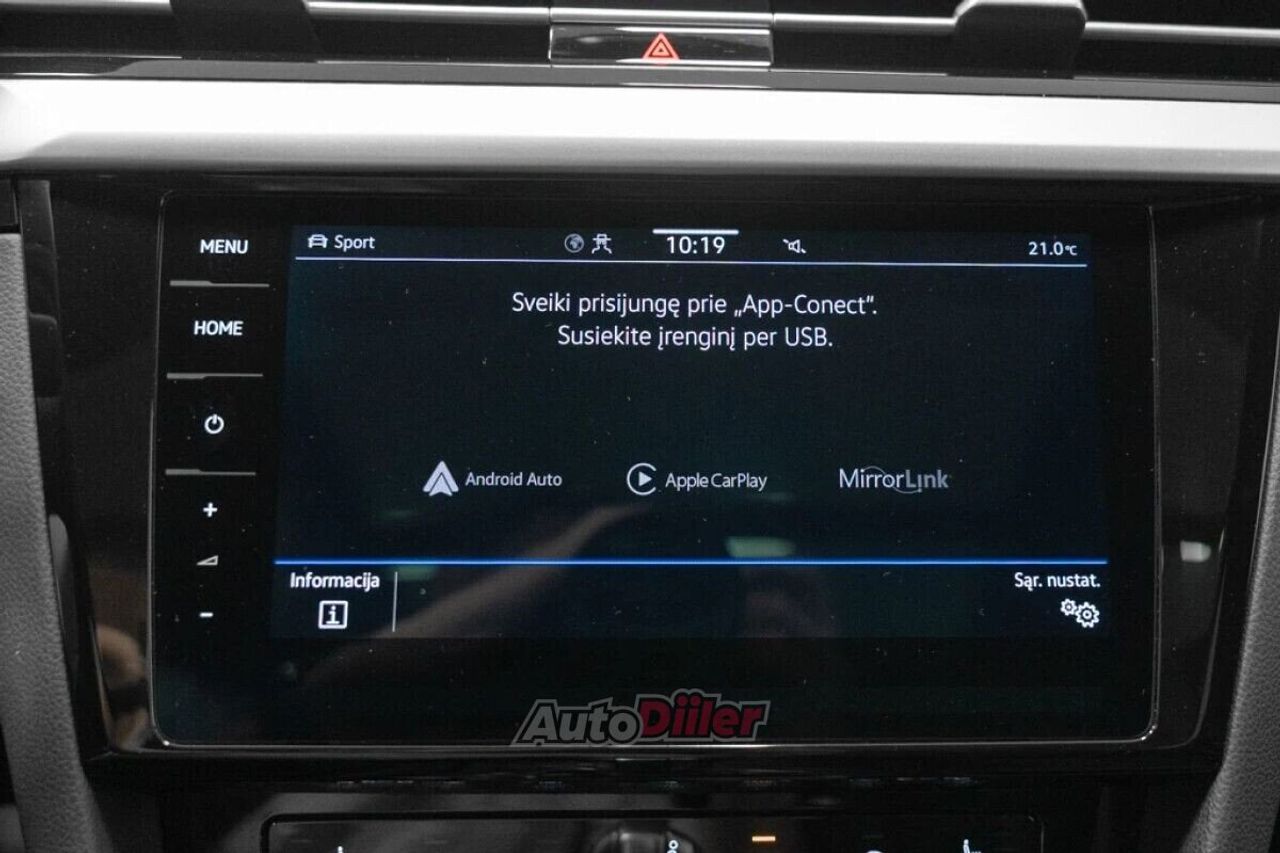 MENU
HOME
Sport
10:19
21.0°C
Sveiki prisijungę prie „App-Conect“.
Susiekite įrenginį per USB.
Android Auto
Apple CarPlay
MirrorLink
Informacija
Sąr. nustat.
AutoDiiler